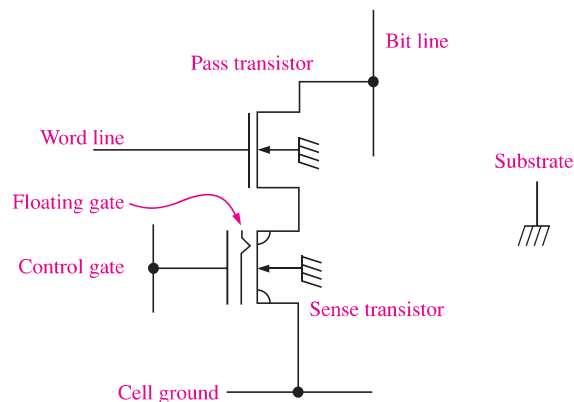 Bit line
Pass transistor
Word line
Substrate
Floating gate
Control gate
Sense transistor
Cell ground